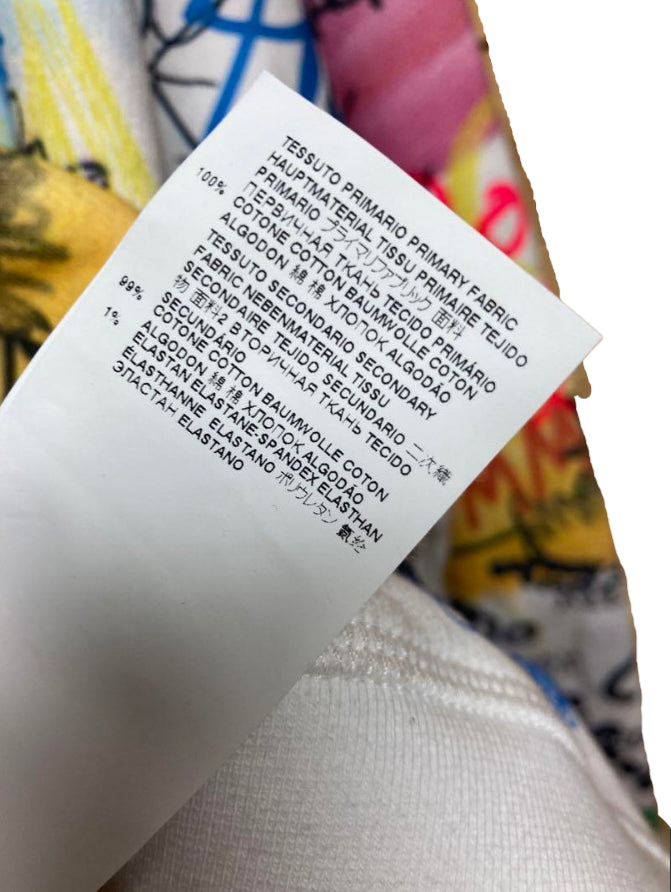 TESSUTO PRIMARIO PRIMARY FABRIC
HAUPTMATERIAL TISSU PRIMAIRE TEJIDO
PRIMARIO プライマリファブリック 面料
ПЕРВИЧНАЯ ТКАНЬ TECIDO PRIMÁRIO
100% COTONE COTTON BAUMWOLLE COTON
ALGODON 綿 棉 ХЛОПОК ALGODÃO
TESSUTO SECONDARIO SECONDARY
FABRIC NEBENMATERIAL TISSU
SECONDAIRE TEJIDO SECUNDARIO 二次織
物 面料2 ВТОРИЧНАЯ ТКАНЬ TECIDO
SECUNDÁRIO
99% COTONE COTTON BAUMWOLLE COTON
ALGODON 綿 棉 ХЛОПОК ALGODÃO
1% ELASTAN ELASTANE-SPANDEX ELASTHAN
ELASTHANNE ELASTANO ポリウレタン 氨纶
ЭЛАСТАН ELASTANO